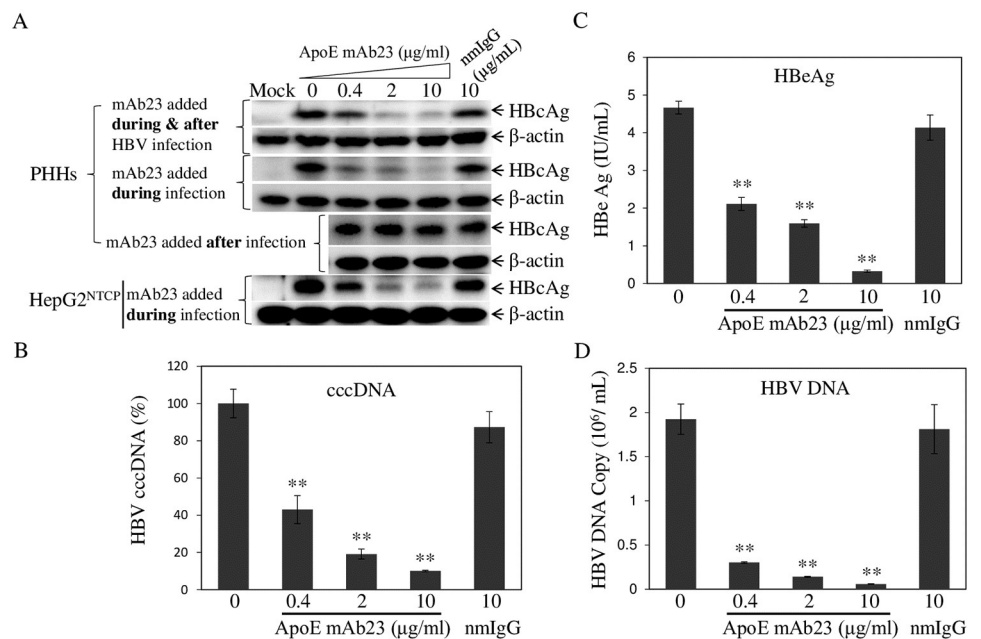 A
ApoE mAb23 (μg/ml)
nmIgG
(μg/mL)
Mock 0 0.4 2 10 10
PHHs
mAb23 added
during & after
HBV infection
HBcAg
β-actin
mAb23 added
during infection
HBcAg
β-actin
mAb23 added after infection
HBcAg
β-actin
HepG2NTCP
mAb23 added
during infection
HBcAg
β-actin
B
cccDNA
HBV cccDNA (%)
120
100
80
60
40
20
0
** ** **
0 0.4 2 10 10
ApoE mAb23 (μg/ml) nmIgG
C
HBeAg
HBe Ag (IU/mL)
6
5
4
3
2
1
0
** ** **
0 0.4 2 10 10
ApoE mAb23 (μg/ml) nmIgG
D
HBV DNA
HBV DNA Copy (10⁶/ mL)
2.5
2
1.5
1
0.5
0
** ** **
0 0.4 2 10 10
ApoE mAb23 (μg/ml) nmIgG